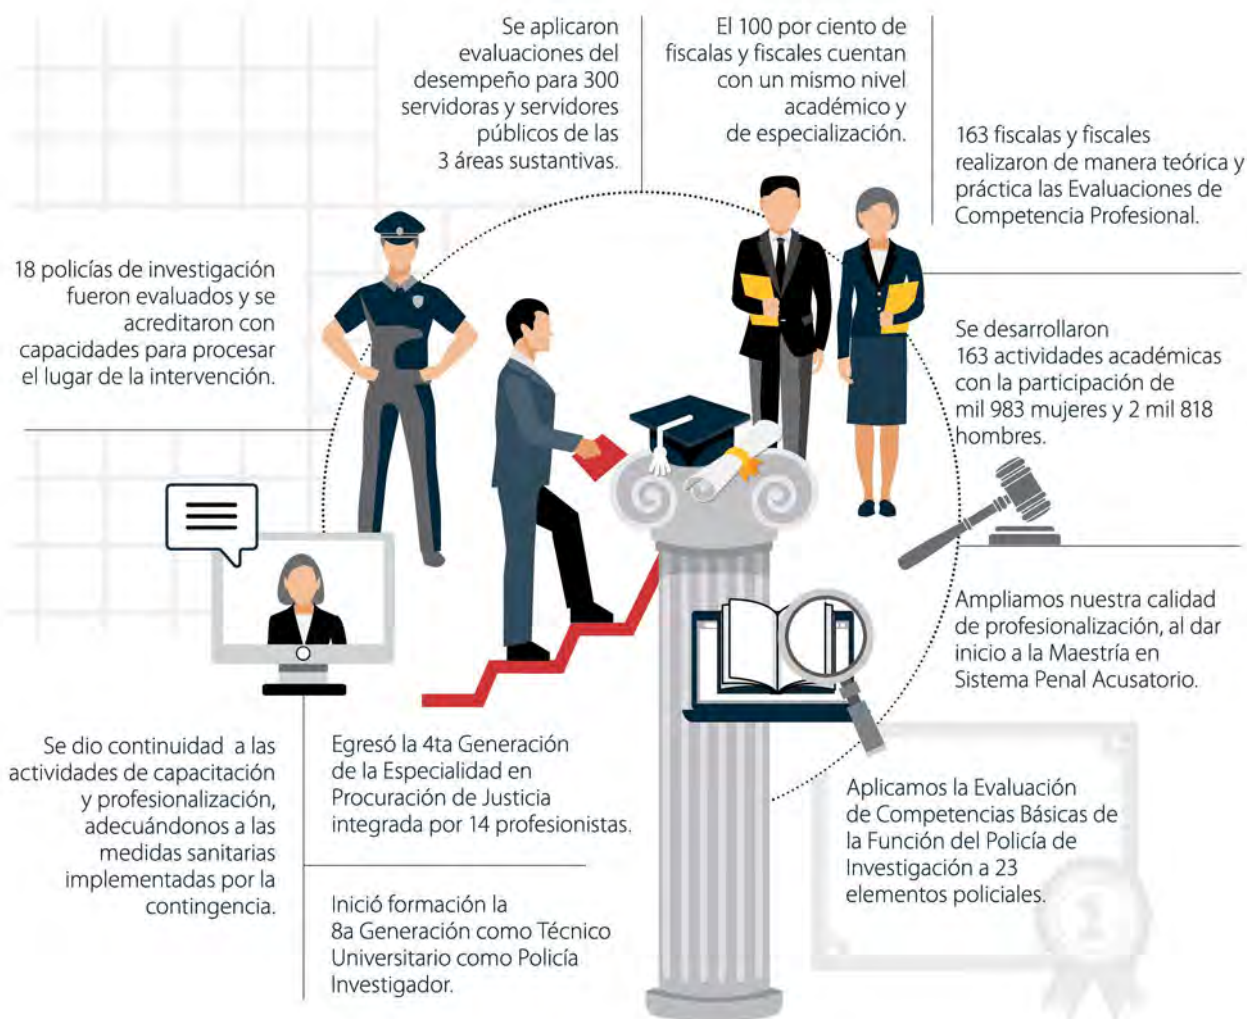 Se aplicaron
evaluaciones del
desempeño para 300
servidoras y servidores
públicos de las
3 áreas sustantivas.
El 100 por ciento de
fiscalas y fiscales cuentan
con un mismo nivel
académico y
de especialización.
163 fiscalas y fiscales
realizaron de manera teórica y
práctica las Evaluaciones de
Competencia Profesional.
18 policías de investigación
fueron evaluados y se
acreditaron con
capacidades para procesar
el lugar de la intervención.
Se desarrollaron
163 actividades académicas
con la participación de
mil 983 mujeres y 2 mil 818
hombres.
Ampliamos nuestra calidad
de profesionalización, al dar
inicio a la Maestría en
Sistema Penal Acusatorio.
Se dio continuidad a las
actividades de capacitación
y profesionalización,
adecuándonos a las
medidas sanitarias
implementadas por la
contingencia.
Egresó la 4ta Generación
de la Especialidad en
Procuración de Justicia
integrada por 14 profesionistas.
Inició formación la
8a Generación como Técnico
Universitario como Policía
Investigador.
Aplicamos la Evaluación
de Competencias Básicas de
la Función del Policía de
Investigación a 23
elementos policiales.
1